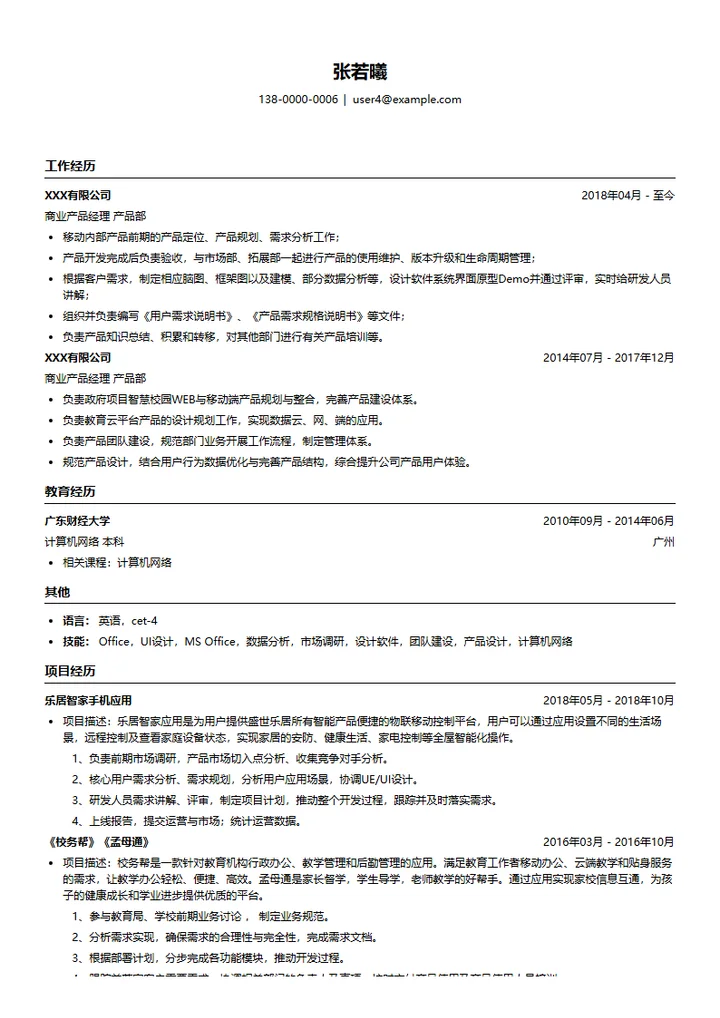 张若曦
138-0000-0006 | user4@example.com
工作经历
XXX有限公司 2018年04月 - 至今
商业产品经理 产品部
• 移动内部产品前期的产品定位、产品规划、需求分析工作；
• 产品开发完成后负责验收，与市场部、拓展部一起进行产品的使用维护、版本升级和生命周期管理；
• 根据客户需求，制定相应脑图、框架图以及建模、部分数据分析等，设计软件系统界面原型Demo并通过评审，实时给研发人员
讲解；
• 组织并负责编写《用户需求说明书》、《产品需求规格说明书》等文件；
• 负责产品知识总结、积累和转移，对其他部门进行有关产品培训等。
XXX有限公司 2014年07月 - 2017年12月
商业产品经理 产品部
• 负责政府项目智慧校园WEB与移动端产品规划与整合，完善产品建设体系。
• 负责教育云平台产品的设计规划工作，实现数据云、网、端的应用。
• 负责产品团队建设，规范部门业务开展工作流程，制定管理体系。
• 规范产品设计，结合用户行为数据优化与完善产品结构，综合提升公司产品用户体验。
教育经历
广东财经大学 2010年09月 - 2014年06月
计算机网络 本科 广州
• 相关课程：计算机网络
其他
• 语言： 英语，cet-4
• 技能： Office，UI设计，MS Office，数据分析，市场调研，设计软件，团队建设，产品设计，计算机网络
项目经历
乐居智家手机应用 2018年05月 - 2018年10月
• 项目描述：乐居智家应用是为用户提供盛世乐居所有智能产品便捷的物联移动控制平台，用户可以通过应用设置不同的生活场
景，远程控制及查看家庭设备状态，实现家居的安防、健康生活、家电控制等全屋智能化操作。
1、负责前期市场调研，产品市场切入点分析、收集竞争对手分析。
2、核心用户需求分析、需求规划，分析用户应用场景，协调UE/UI设计。
3、研发人员需求讲解、评审，制定项目计划，推动整个开发过程，跟踪并及时落实需求。
4、上线报告，提交运营与市场；统计运营数据。
《校务帮》《孟母通》 2016年03月 - 2016年10月
• 项目描述：校务帮是一款针对教育机构行政办公、教学管理和后勤管理的应用。满足教育工作者移动办公、云端教学和贴身服务
的需求，让教学办公轻松、便捷、高效。孟母通是家长督学，学生导学，老师教学的好帮手。通过应用实现家校信息互通，为孩
子的健康成长和学业进步提供优质的平台。
1、参与教育局、学校前期业务讨论 ， 制定业务规范。
2、分析需求实现，确保需求的合理性与完全性，完成需求文档。
3、根据部署计划，分步完成各功能模块，推动开发过程。